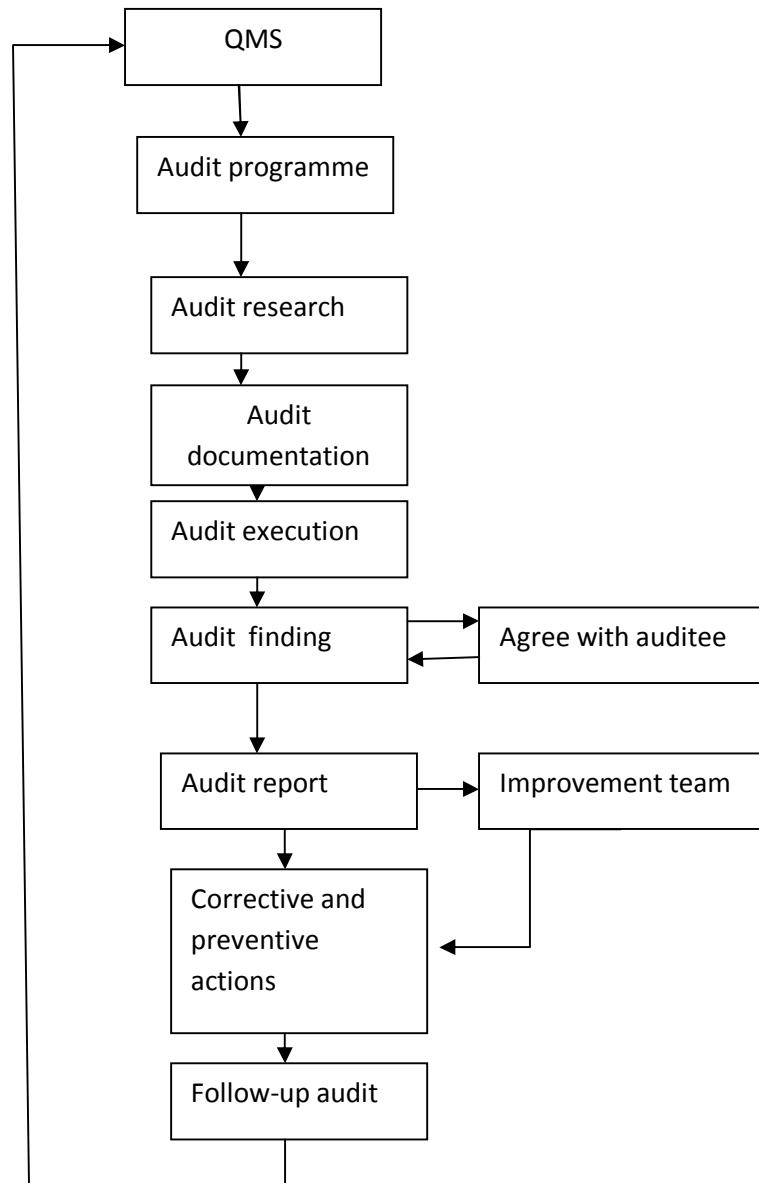 QMS
Audit programme
Audit research
Audit
documentation
Audit execution
Audit  finding
Agree with auditee
Audit report
Improvement team
Corrective and
preventive
actions
Follow-up audit